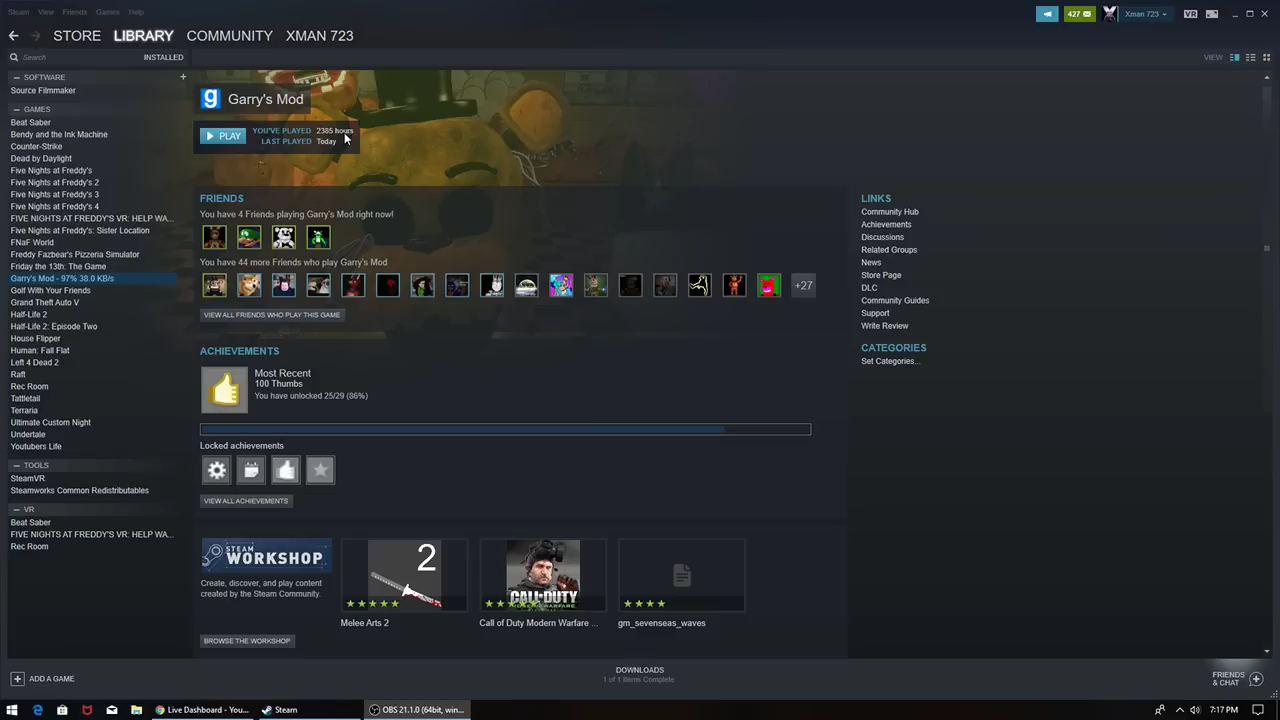 Steam View Friends Games Help
427 Xman 723 VR
STORE LIBRARY COMMUNITY XMAN 723
Search INSTALLED VIEW
SOFTWARE +
Source Filmmaker
GAMES
Beat Saber
Bendy and the Ink Machine
Counter-Strike
Dead by Daylight
Five Nights at Freddy's
Five Nights at Freddy's 2
Five Nights at Freddy's 3
Five Nights at Freddy's 4
FIVE NIGHTS AT FREDDY'S VR: HELP WA...
Five Nights at Freddy's: Sister Location
FNaF World
Freddy Fazbear's Pizzeria Simulator
Friday the 13th: The Game
Garry's Mod - 97% 38.0 KB/s
Golf With Your Friends
Grand Theft Auto V
Half-Life 2
Half-Life 2: Episode Two
House Flipper
Human: Fall Flat
Left 4 Dead 2
Raft
Rec Room
Tattletail
Terraria
Ultimate Custom Night
Undertale
Youtubers Life
TOOLS
SteamVR
Steamworks Common Redistributables
VR
Beat Saber
FIVE NIGHTS AT FREDDY'S VR: HELP WA...
Rec Room
g Garry's Mod
PLAY
YOU'VE PLAYED 2385 hours
LAST PLAYED Today
FRIENDS
You have 4 Friends playing Garry's Mod right now!
You have 44 more Friends who play Garry's Mod
+27
VIEW ALL FRIENDS WHO PLAY THIS GAME
ACHIEVEMENTS
Most Recent
100 Thumbs
You have unlocked 25/29 (86%)
Locked achievements
VIEW ALL ACHIEVEMENTS
STEAM
WORKSHOP
Create, discover, and play content
created by the Steam Community.
BROWSE THE WORKSHOP
2
Melee Arts 2
CALL OF DUTY
Call of Duty Modern Warfare ...
gm_sevenseas_waves
LINKS
Community Hub
Achievements
Discussions
Related Groups
News
Store Page
DLC
Community Guides
Support
Write Review
CATEGORIES
Set Categories...
+ ADD A GAME
DOWNLOADS
1 of 1 Items Complete
FRIENDS
& CHAT
Live Dashboard - You...
Steam
OBS 21.1.0 (64bit, win...
7:17 PM